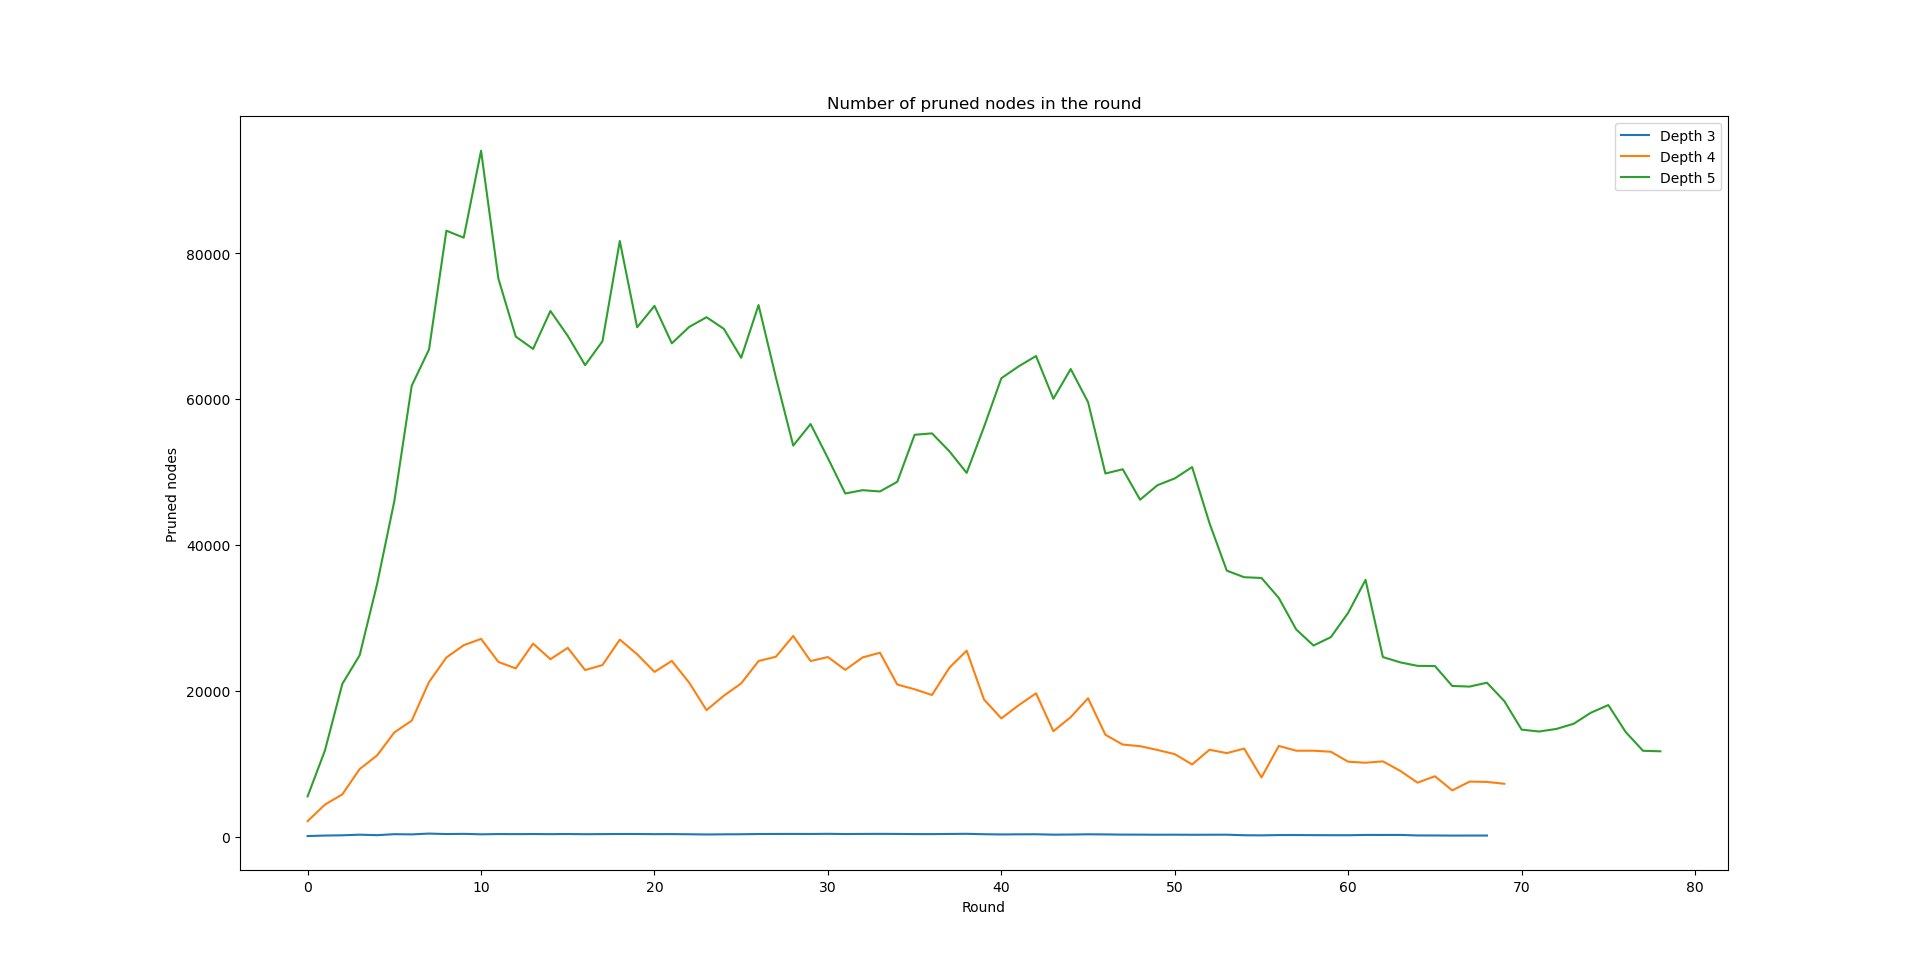 Number of pruned nodes in the round
Depth 3
Depth 4
Depth 5
Pruned nodes
80000
60000
40000
20000
0
0 10 20 30 40 50 60 70 80
Round